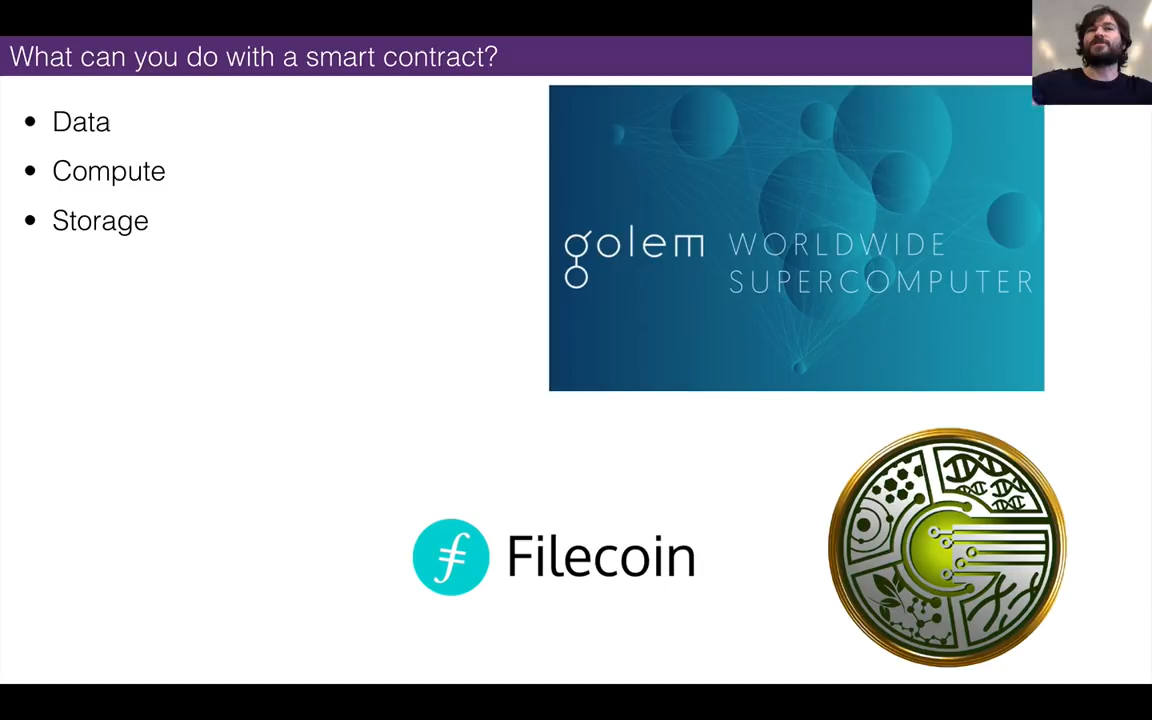 What can you do with a smart contract?
• Data
• Compute
• Storage
golem WORLDWIDE
SUPERCOMPUTER
Filecoin